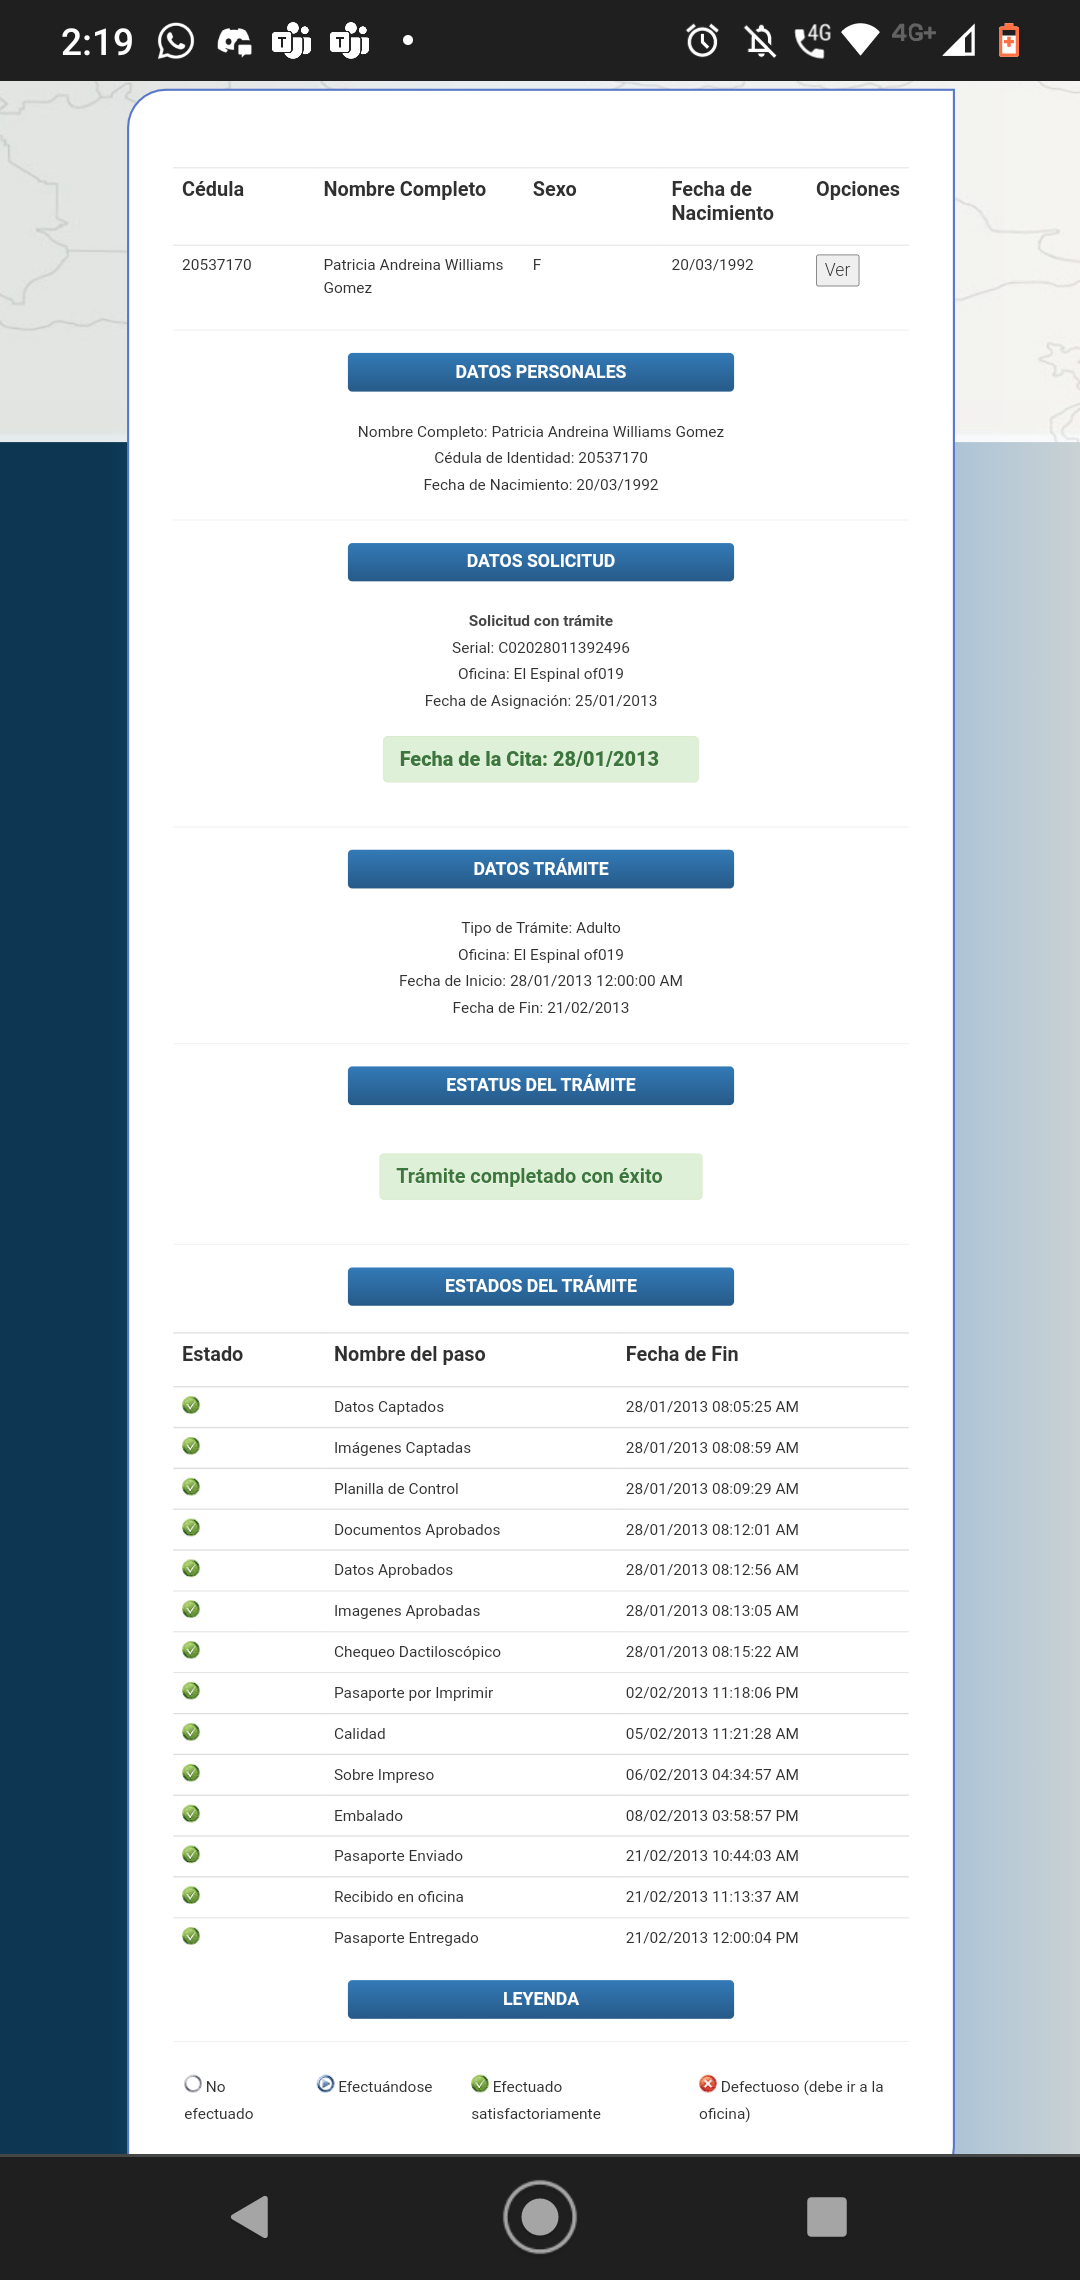 2:19
4G
4G+
Cédula Nombre Completo Sexo Fecha de Nacimiento Opciones
20537170 Patricia Andreina Williams Gomez F 20/03/1992 Ver
DATOS PERSONALES
Nombre Completo: Patricia Andreina Williams Gomez
Cédula de Identidad: 20537170
Fecha de Nacimiento: 20/03/1992
DATOS SOLICITUD
Solicitud con trámite
Serial: C02028011392496
Oficina: El Espinal of019
Fecha de Asignación: 25/01/2013
Fecha de la Cita: 28/01/2013
DATOS TRÁMITE
Tipo de Trámite: Adulto
Oficina: El Espinal of019
Fecha de Inicio: 28/01/2013 12:00:00 AM
Fecha de Fin: 21/02/2013
ESTATUS DEL TRÁMITE
Trámite completado con éxito
ESTADOS DEL TRÁMITE
Estado Nombre del paso Fecha de Fin
Datos Captados 28/01/2013 08:05:25 AM
Imágenes Captadas 28/01/2013 08:08:59 AM
Planilla de Control 28/01/2013 08:09:29 AM
Documentos Aprobados 28/01/2013 08:12:01 AM
Datos Aprobados 28/01/2013 08:12:56 AM
Imagenes Aprobadas 28/01/2013 08:13:05 AM
Chequeo Dactiloscópico 28/01/2013 08:15:22 AM
Pasaporte por Imprimir 02/02/2013 11:18:06 PM
Calidad 05/02/2013 11:21:28 AM
Sobre Impreso 06/02/2013 04:34:57 AM
Embalado 08/02/2013 03:58:57 PM
Pasaporte Enviado 21/02/2013 10:44:03 AM
Recibido en oficina 21/02/2013 11:13:37 AM
Pasaporte Entregado 21/02/2013 12:00:04 PM
LEYENDA
No efectuado
Efectuándose
Efectuado satisfactoriamente
Defectuoso (debe ir a la oficina)